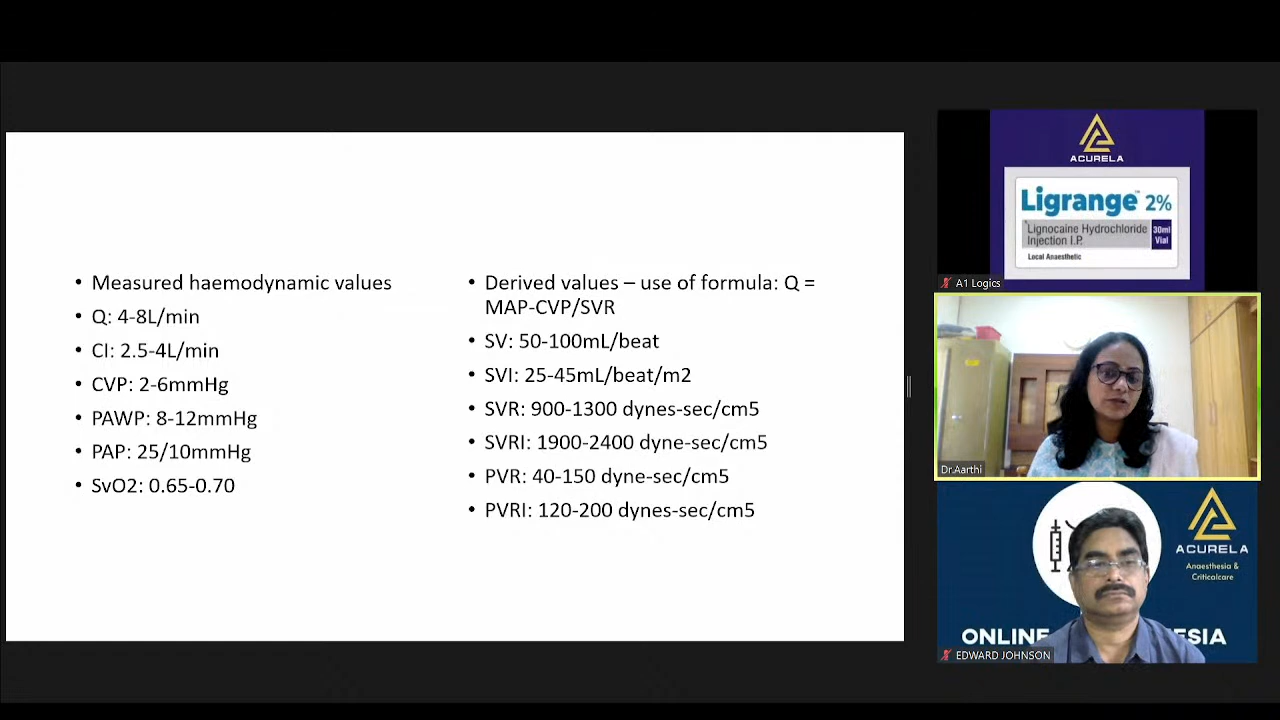 • Measured haemodynamic values
• Q: 4-8L/min
• CI: 2.5-4L/min
• CVP: 2-6mmHg
• PAWP: 8-12mmHg
• PAP: 25/10mmHg
• SvO2: 0.65-0.70
• Derived values – use of formula: Q =
MAP-CVP/SVR
• SV: 50-100mL/beat
• SVI: 25-45mL/beat/m2
• SVR: 900-1300 dynes-sec/cm5
• SVRI: 1900-2400 dyne-sec/cm5
• PVR: 40-150 dyne-sec/cm5
• PVRI: 120-200 dynes-sec/cm5
ACURELA
Ligrange™ 2%
*Lignocaine Hydrochloride
Injection I.P.
30ml
Vial
Local Anaesthetic
A1 Logics
Dr.Aarthi
ACURELA
Anaesthesia &
Criticalcare
ONLINE
ESIA
EDWARD JOHNSON